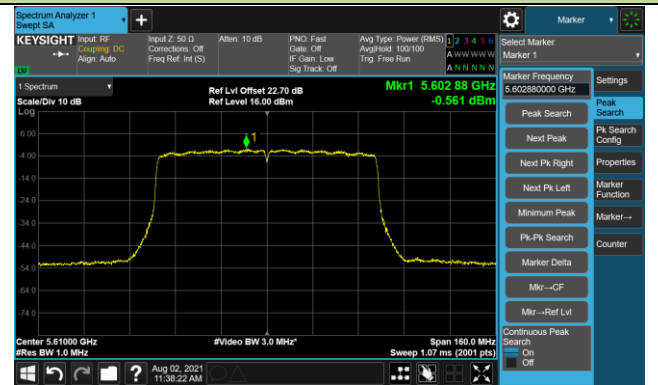 Spectrum Analyzer 1
Swept SA
Marker
KEYSIGHT
Input: RF
Coupling: DC
Align: Auto
Input Z: 50 Ω
Corrections: Off
Freq Ref: Int (S)
Atten: 10 dB
PNO: Fast
Gate: Off
IF Gain: Low
Sig Track: Off
Avg Type: Power (RMS)
Avg|Hold: 100/100
Trig: Free Run
1 2 3 4 5 6
A W W W W W
A N N N N N
LW
Select Marker
Marker 1
1 Spectrum
Scale/Div 10 dB
Log
Ref Lvl Offset 22.70 dB
Ref Level 16.00 dBm
Mkr1 5.602 88 GHz
-0.561 dBm
6.00
-4.00
-14.0
-24.0
-34.0
-44.0
-54.0
-64.0
-74.0
1
Center 5.61000 GHz
#Res BW 1.0 MHz
#Video BW 3.0 MHz*
Span 160.0 MHz
Sweep 1.07 ms (2001 pts)
Marker Frequency
5.602880000 GHz
Peak Search
Next Peak
Next Pk Right
Next Pk Left
Minimum Peak
Pk-Pk Search
Marker Delta
Mkr→CF
Mkr→Ref Lvl
Continuous Peak
Search
On
Off
Settings
Peak
Search
Pk Search
Config
Properties
Marker
Function
Marker→
Counter
Aug 02, 2021
11:38:22 AM